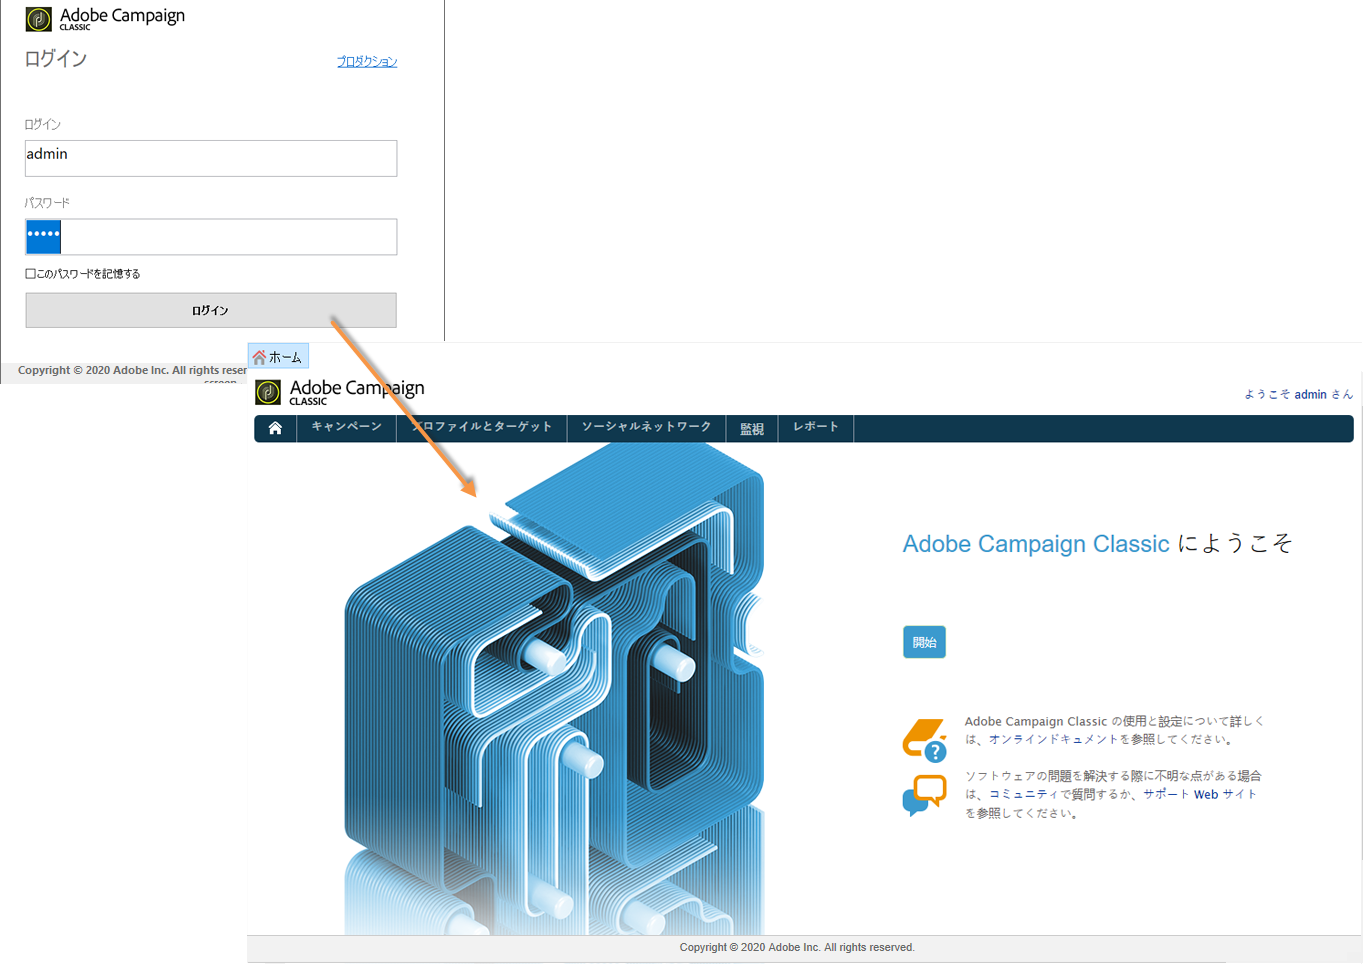 Adobe Campaign
CLASSIC
ログイン
プロダクション
ログイン
admin
パスワード
•••••
このパスワードを記憶する
ログイン
Copyright © 2020 Adobe Inc. All rights reser
ホーム
Adobe Campaign
CLASSIC
ようこそ admin さん
キャンペーン プロファイルとターゲット ソーシャルネットワーク 監視 レポート
Adobe Campaign Classic にようこそ
開始
Adobe Campaign Classic の使用と設定について詳しく
は、オンラインドキュメントを参照してください。
ソフトウェアの問題を解決する際に不明な点がある場合
は、コミュニティで質問するか、サポート Web サイト
を参照してください。
Copyright © 2020 Adobe Inc. All rights reserved.